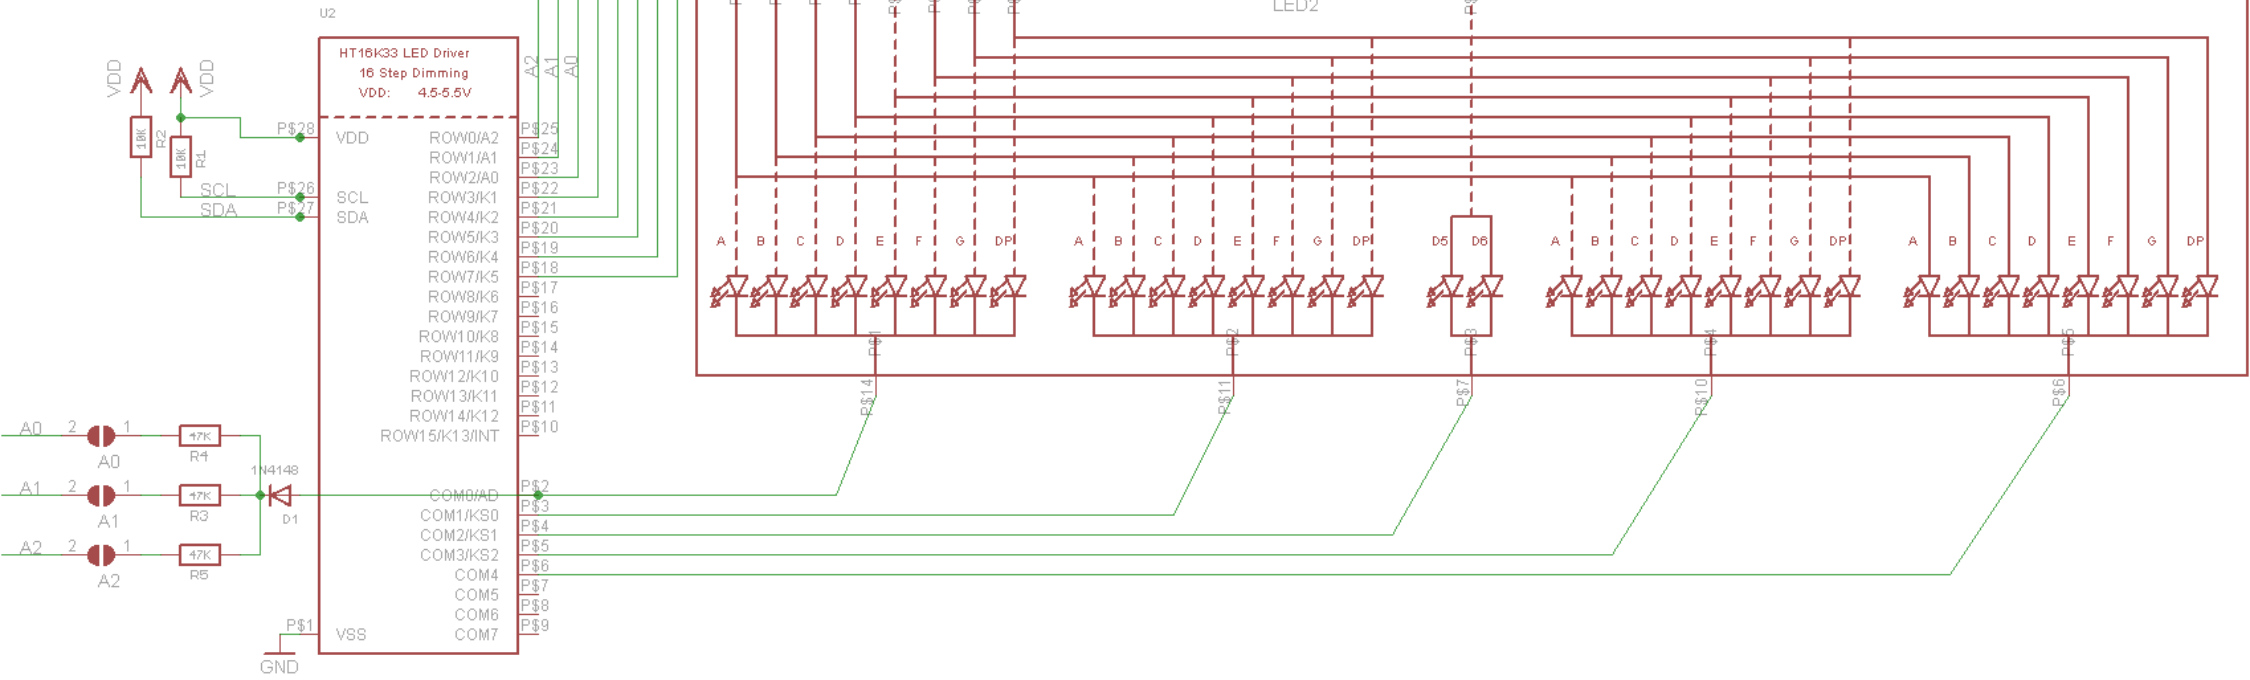 U2
LED2
HT16K33 LED Driver
16 Step Dimming
VDD: 4.5-5.5V
A2
A1
A0
VDD
VDD
10K
R2
10K
R1
P$28
VDD
SCL
P$26
SCL
SDA
P$27
SDA
ROW0/A2
P$25
ROW1/A1
P$24
ROW2/A0
P$23
ROW3/K1
P$22
ROW4/K2
P$21
ROW5/K3
P$20
ROW6/K4
P$19
ROW7/K5
P$18
ROW8/K6
P$17
ROW9/K7
P$16
ROW10/K8
P$15
ROW11/K9
P$14
ROW12/K10
P$13
ROW13/K11
P$12
ROW14/K12
P$11
ROW15/K13/INT
P$10
A B C D E F G DP
A B C D E F G DP
D5 D6
A B C D E F G DP
A B C D E F G DP
P$1
P$2
P$3
P$4
P$5
P$14
P$11
P$7
P$10
P$6
A0
2
1
A0
47K
R4
1N4148
D1
A1
2
1
A1
47K
R3
A2
2
1
A2
47K
R5
COM0/AD
P$2
COM1/KS0
P$3
COM2/KS1
P$4
COM3/KS2
P$5
COM4
P$6
COM5
P$7
COM6
P$8
COM7
P$9
P$1
VSS
GND